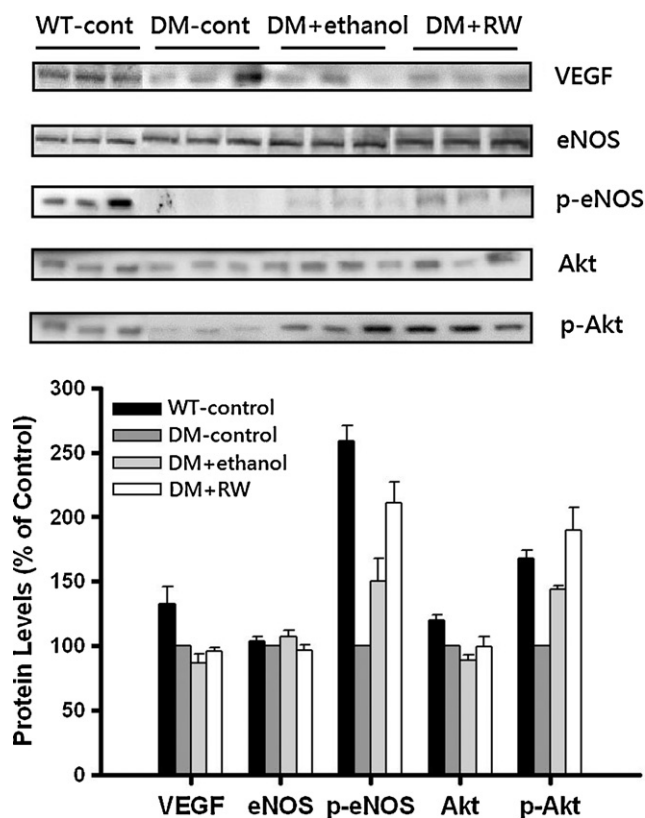 WT-cont DM-cont DM+ethanol DM+RW
VEGF
eNOS
p-eNOS
Akt
p-Akt
Protein Levels (% of Control)
300
250
200
150
100
50
0
WT-control
DM-control
DM+ethanol
DM+RW
VEGF eNOS p-eNOS Akt p-Akt